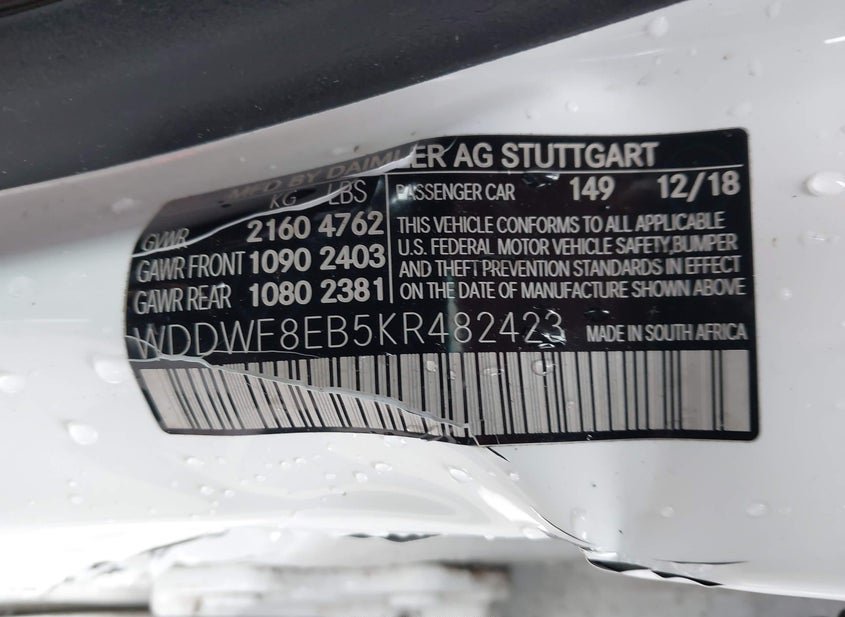 MFD BY DAIMLER AG STUTTGART
KG LBS
GVWR 2160 4762
GAWR FRONT 1090 2403
GAWR REAR 1080 2381
PASSENGER CAR 149 12/18
THIS VEHICLE CONFORMS TO ALL APPLICABLE
U.S. FEDERAL MOTOR VEHICLE SAFETY,BUMPER
AND THEFT PREVENTION STANDARDS IN EFFECT
ON THE DATE OF MANUFACTURE SHOWN ABOVE
WDDWF8EB5KR482423 MADE IN SOUTH AFRICA